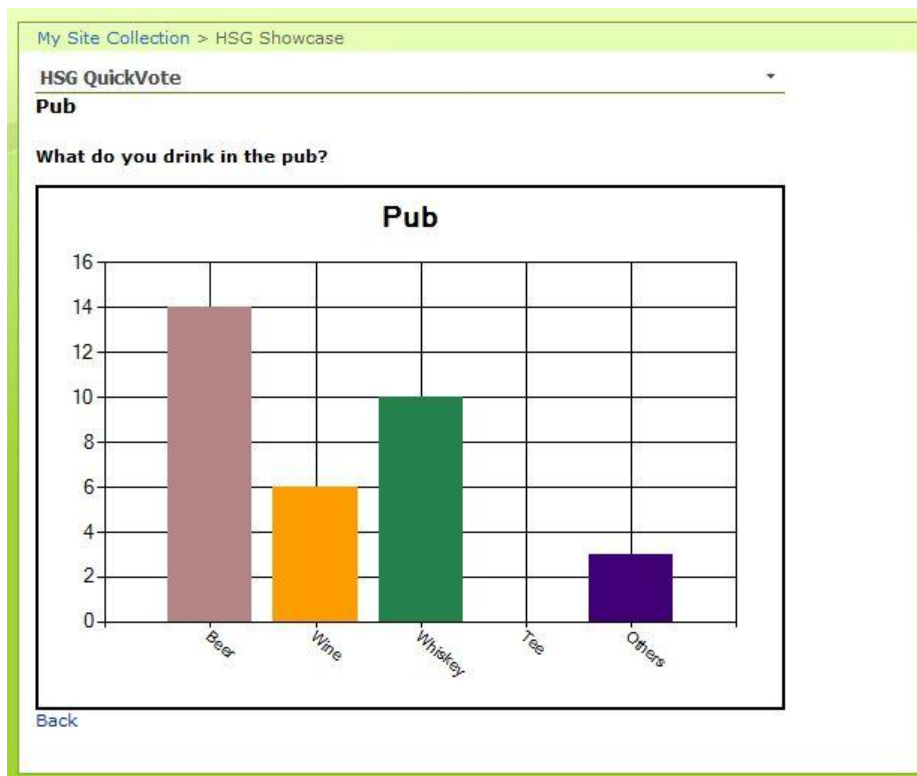 My Site Collection > HSG Showcase
HSG QuickVote
Pub
What do you drink in the pub?
Pub
16
14
12
10
8
6
4
2
0
Beer Wine Whiskey Tee Others
Back